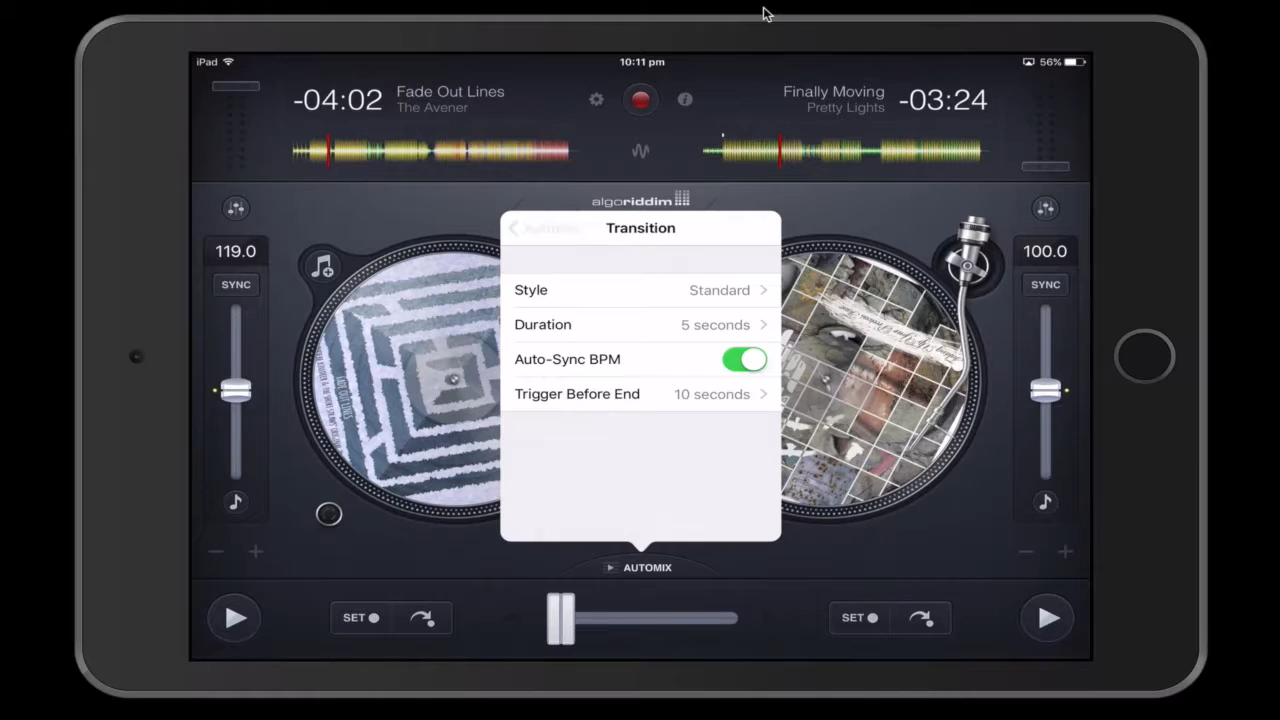 iPad
10:11 pm
56%
-04:02
Fade Out Lines
The Avener
Finally Moving
Pretty Lights
-03:24
algoriddim
119.0
SYNC
Transition
Style
Standard
Duration
5 seconds
Auto-Sync BPM
Trigger Before End
10 seconds
100.0
SYNC
AUTOMIX
SET
SET